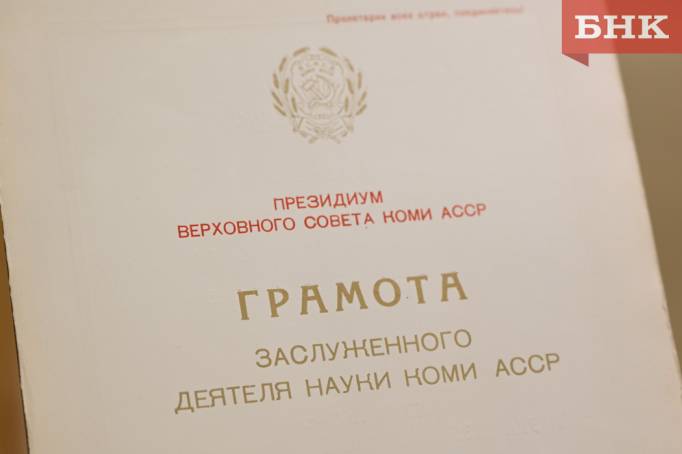 БНК
Пролетарии всех стран, соединяйтесь!
ПРЕЗИДИУМ
ВЕРХОВНОГО СОВЕТА КОМИ АССР
ГРАМОТА
ЗАСЛУЖЕННОГО
ДЕЯТЕЛЯ НАУКИ КОМИ АССР